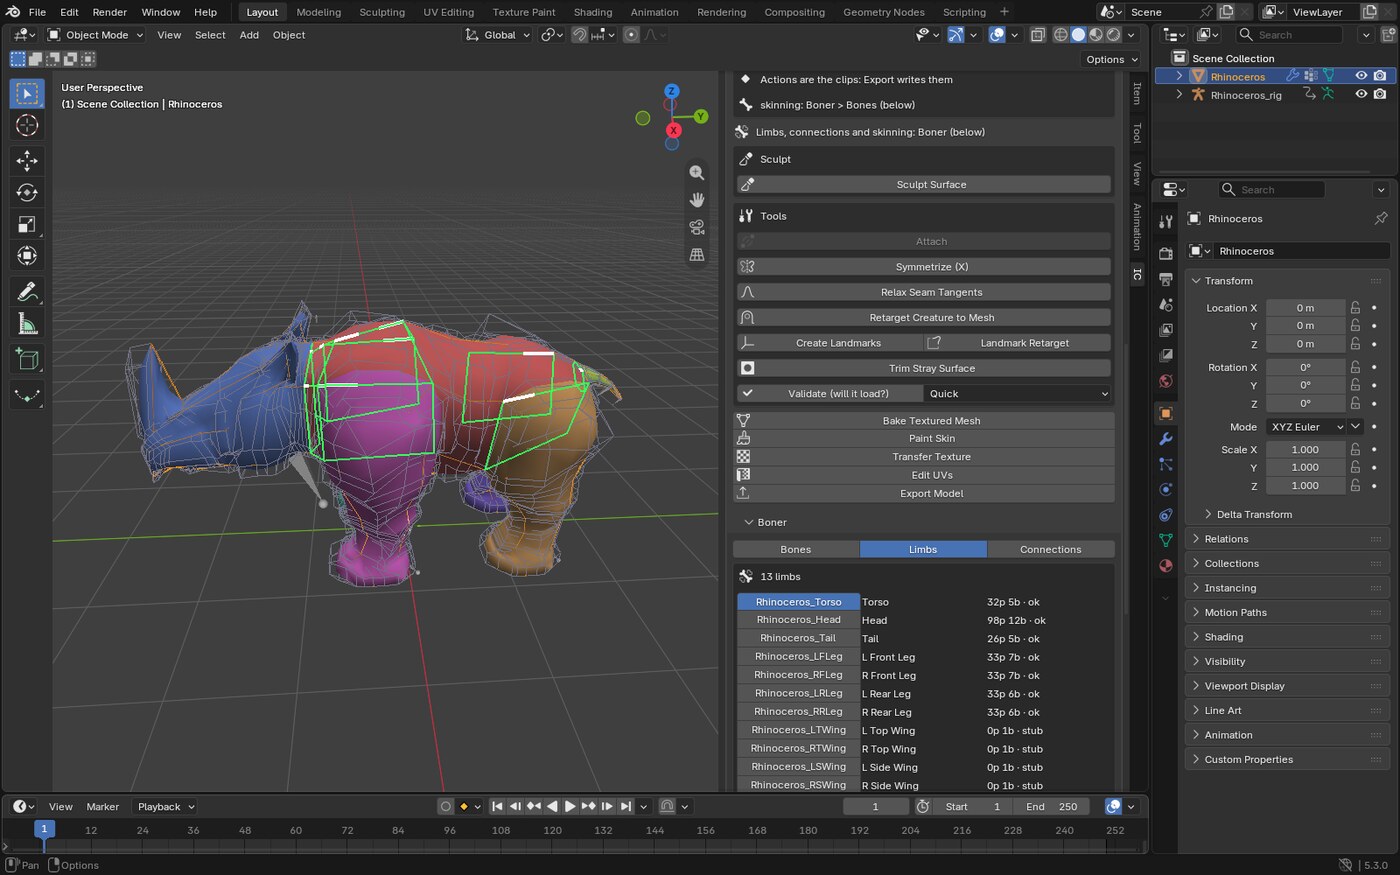 File Edit Render Window Help Layout Modeling Sculpting UV Editing Texture Paint Shading Animation Rendering Compositing Geometry Nodes Scripting + Scene ViewLayer
Object Mode View Select Add Object Global Search
Options
User Perspective
(1) Scene Collection | Rhinoceros
Z
Y
X
Actions are the clips: Export writes them
skinning: Boner > Bones (below)
Limbs, connections and skinning: Boner (below)
Sculpt
Sculpt Surface
Tools
Attach
Symmetrize (X)
Relax Seam Tangents
Retarget Creature to Mesh
Create Landmarks Landmark Retarget
Trim Stray Surface
Validate (will it load?) Quick
Bake Textured Mesh
Paint Skin
Transfer Texture
Edit UVs
Export Model
Boner
Bones Limbs Connections
13 limbs
Rhinoceros_Torso Torso 32p 5b · ok
Rhinoceros_Head Head 98p 12b · ok
Rhinoceros_Tail Tail 26p 5b · ok
Rhinoceros_LFLeg L Front Leg 33p 7b · ok
Rhinoceros_RFLeg R Front Leg 33p 7b · ok
Rhinoceros_LRLeg L Rear Leg 33p 6b · ok
Rhinoceros_RRLeg R Rear Leg 33p 6b · ok
Rhinoceros_LTWing L Top Wing 0p 1b · stub
Rhinoceros_RTWing R Top Wing 0p 1b · stub
Rhinoceros_LSWing L Side Wing 0p 1b · stub
Rhinoceros_RSWing R Side Wing 0p 1b · stub
Item
Tool
View
Animation
IC
Scene Collection
Rhinoceros
Rhinoceros_rig
Search
Rhinoceros
Rhinoceros
Transform
Location X 0 m
Y 0 m
Z 0 m
Rotation X 0°
Y 0°
Z 0°
Mode XYZ Euler
Scale X 1.000
Y 1.000
Z 1.000
Delta Transform
Relations
Collections
Instancing
Motion Paths
Shading
Visibility
Viewport Display
Line Art
Animation
Custom Properties
View Marker Playback 1 Start 1 End 250
1 12 24 36 48 60 72 84 96 108 120 132 144 156 168 180 192 204 216 228 240 252
Pan Options 5.3.0